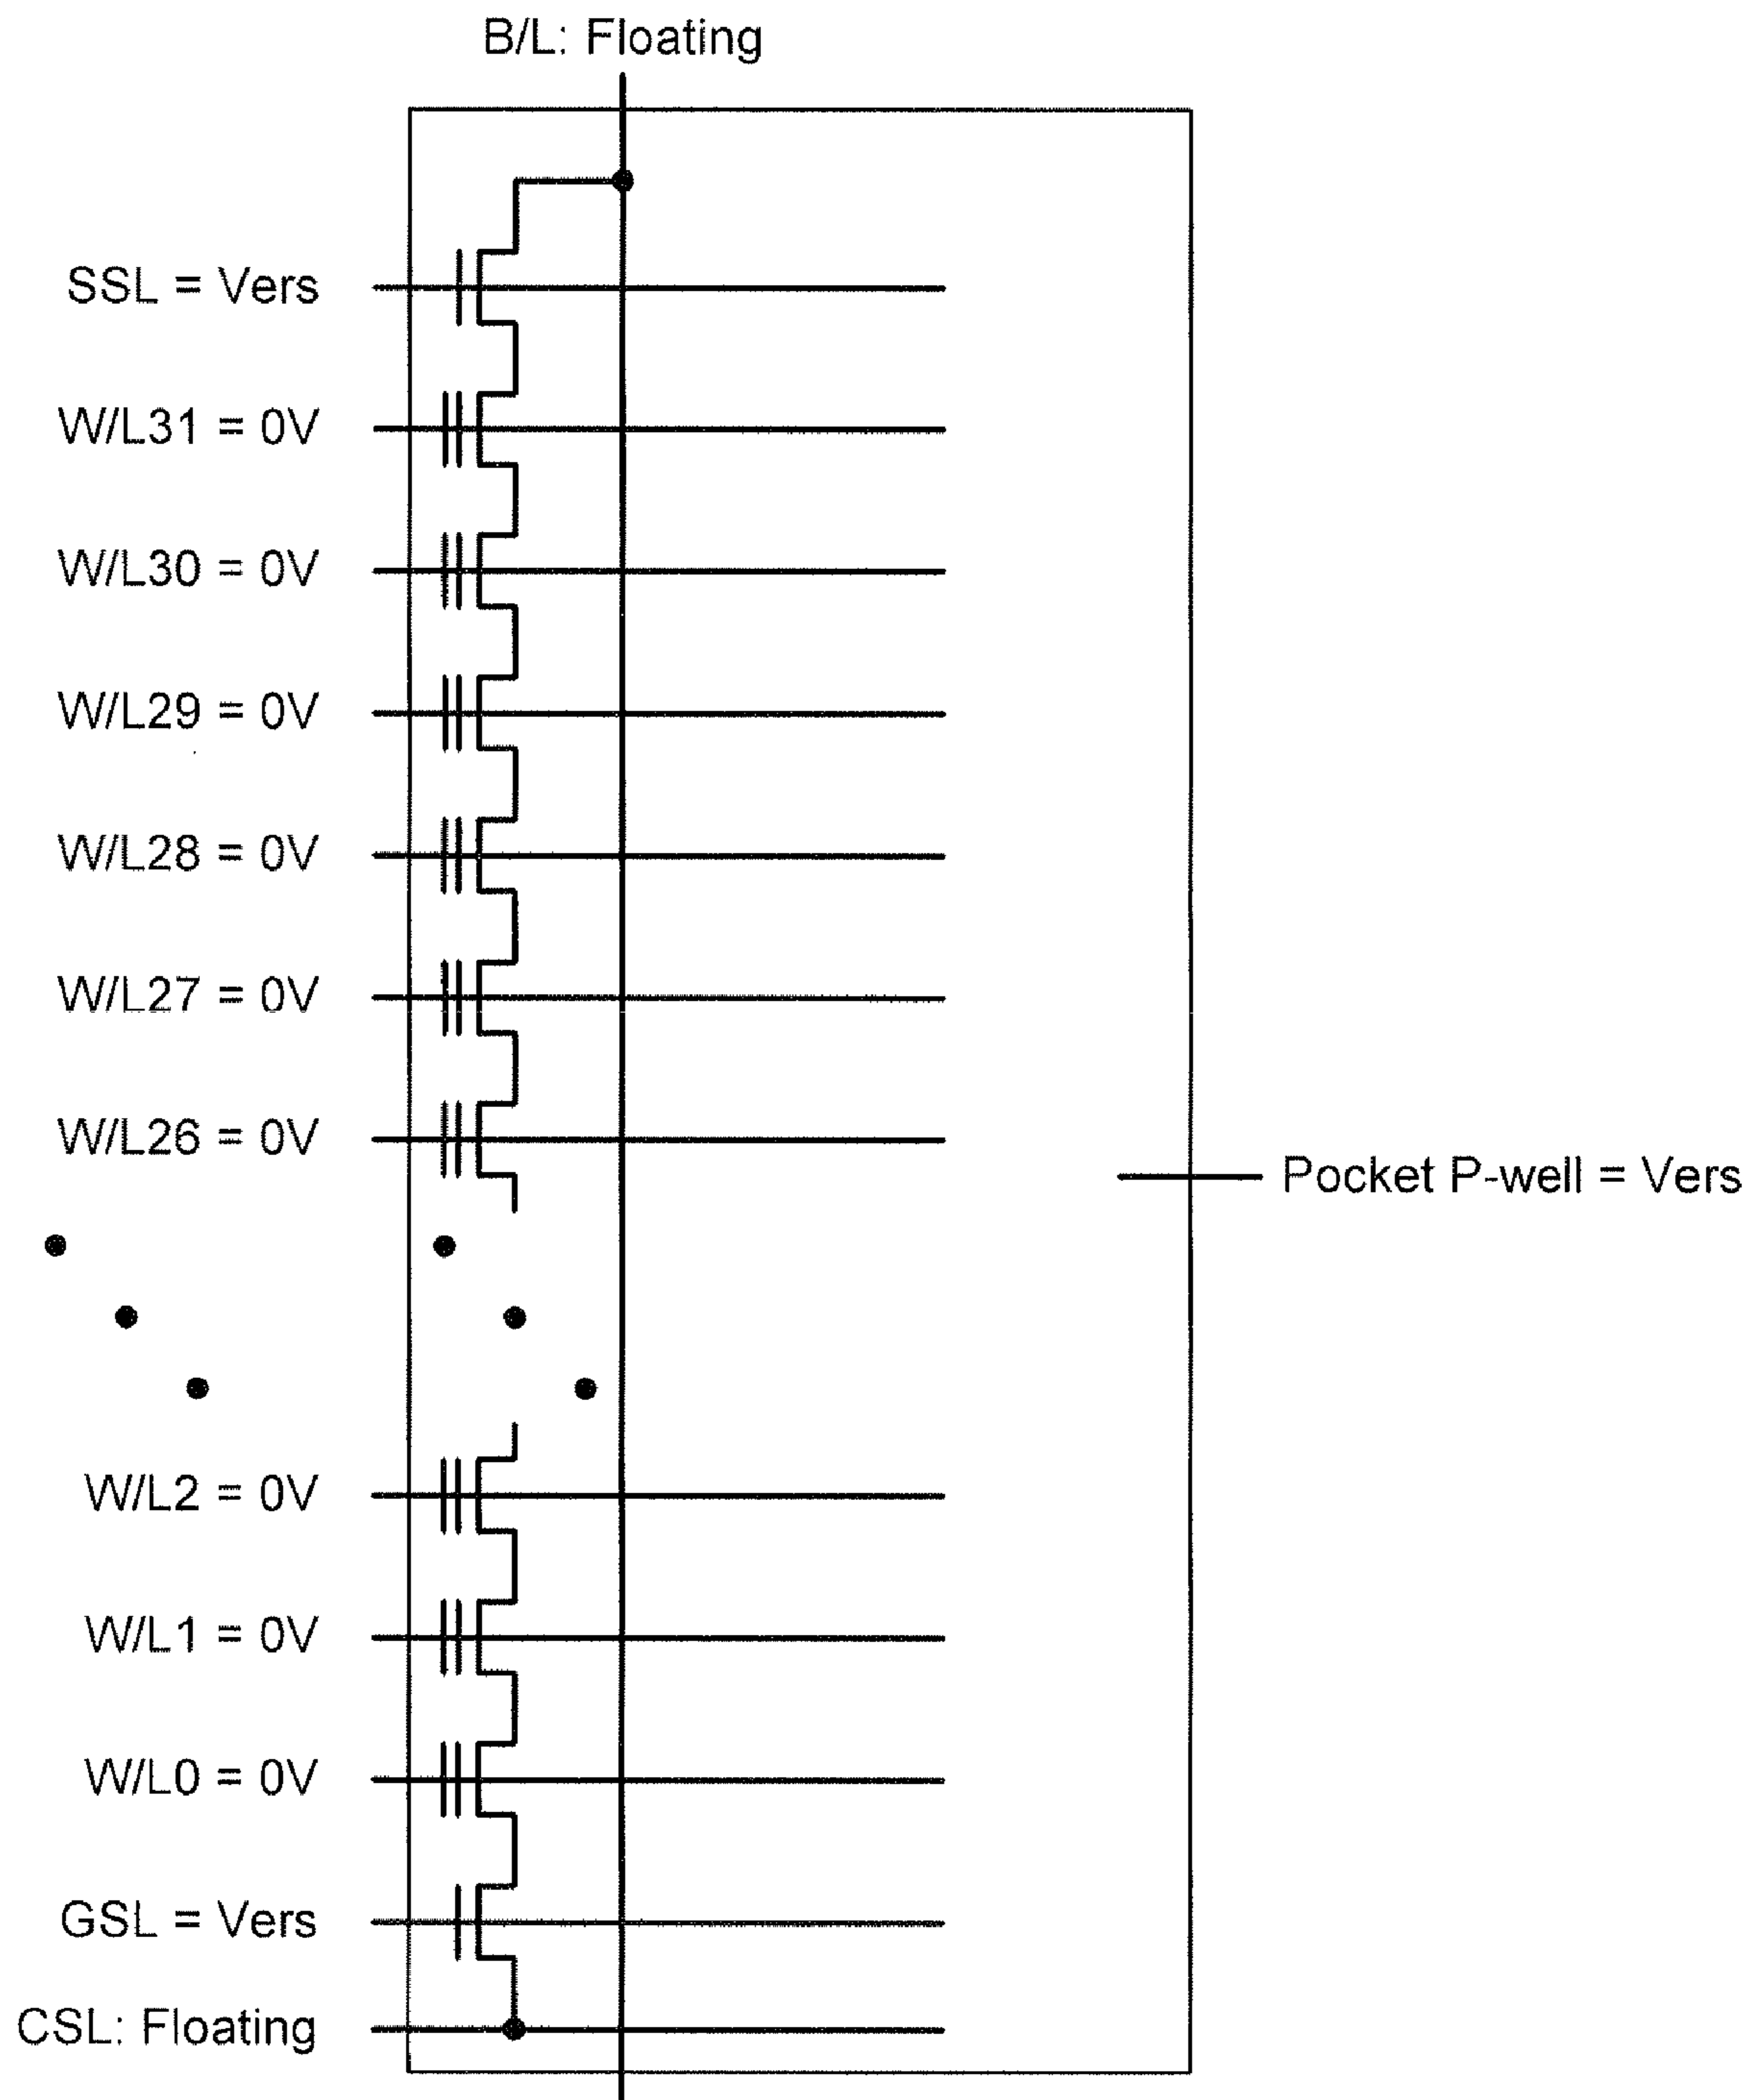 B/L: Floating
SSL = Vers
W/L31 = 0V
W/L30 = 0V
W/L29 = 0V
W/L28 = 0V
W/L27 = 0V
W/L26 = 0V
Pocket P-well = Vers
W/L2 = 0V
W/L1 = 0V
W/L0 = 0V
GSL = Vers
CSL: Floating